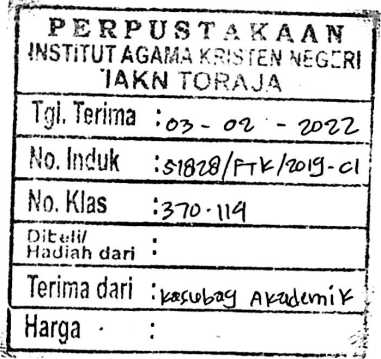 PERPUSTAKAAN
INSTITUT AGAMA KRISTEN NEGERI
IAKN TORAJA
Tgl. Terima : 03 - 02 - 2022
No. Induk : 51828/FTK/2019-C1
No. Klas : 370.114
Dibeli/
Hadiah dari :
Terima dari : Kasubag Akademik
Harga :